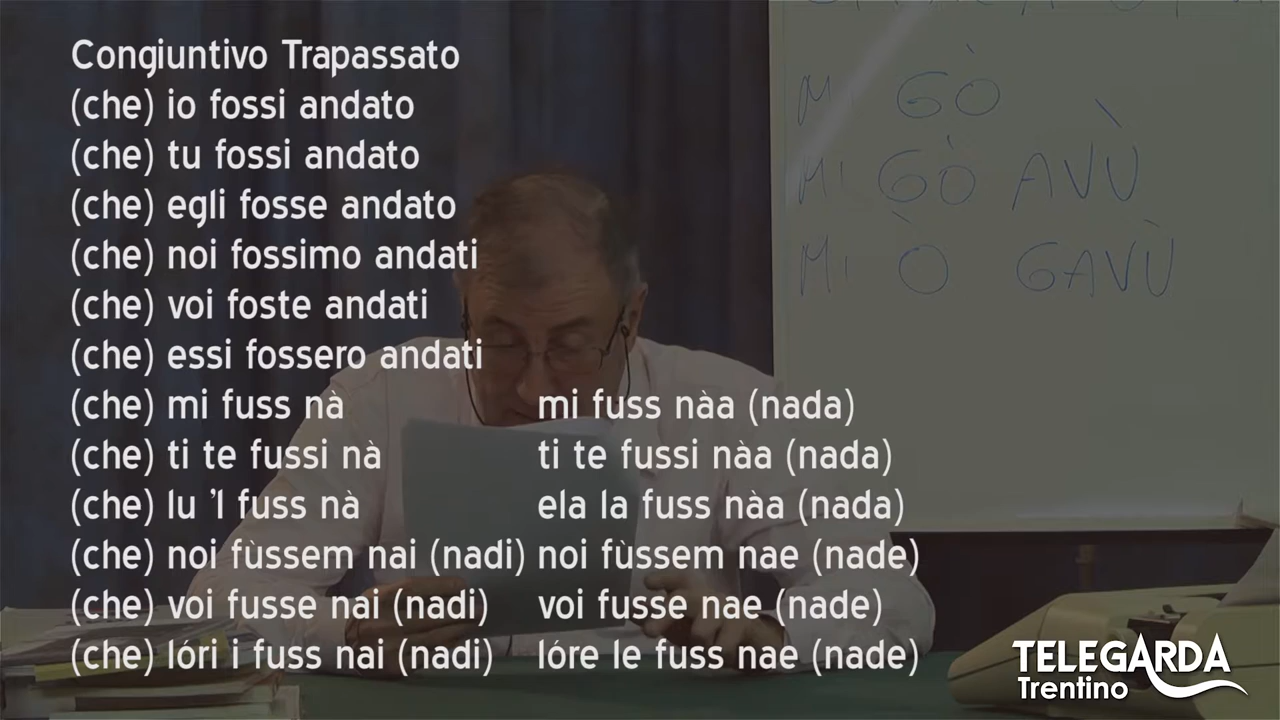 Congiuntivo Trapassato
(che) io fossi andato
(che) tu fossi andato
(che) egli fosse andato
(che) noi fossimo andati
(che) voi foste andati
(che) essi fossero andati
(che) mi fuss nà mi fuss nàa (nada)
(che) ti te fussi nà ti te fussi nàa (nada)
(che) lu 'l fuss nà ela la fuss nàa (nada)
(che) noi fùssem nai (nadi) noi fùssem nae (nade)
(che) voi fusse nai (nadi) voi fusse nae (nade)
(che) lóri i fuss nai (nadi) lóre le fuss nae (nade)
MI GÒ
MI GÒ AVÙ
MI Ò GAVÙ
TELEGARDA
Trentino